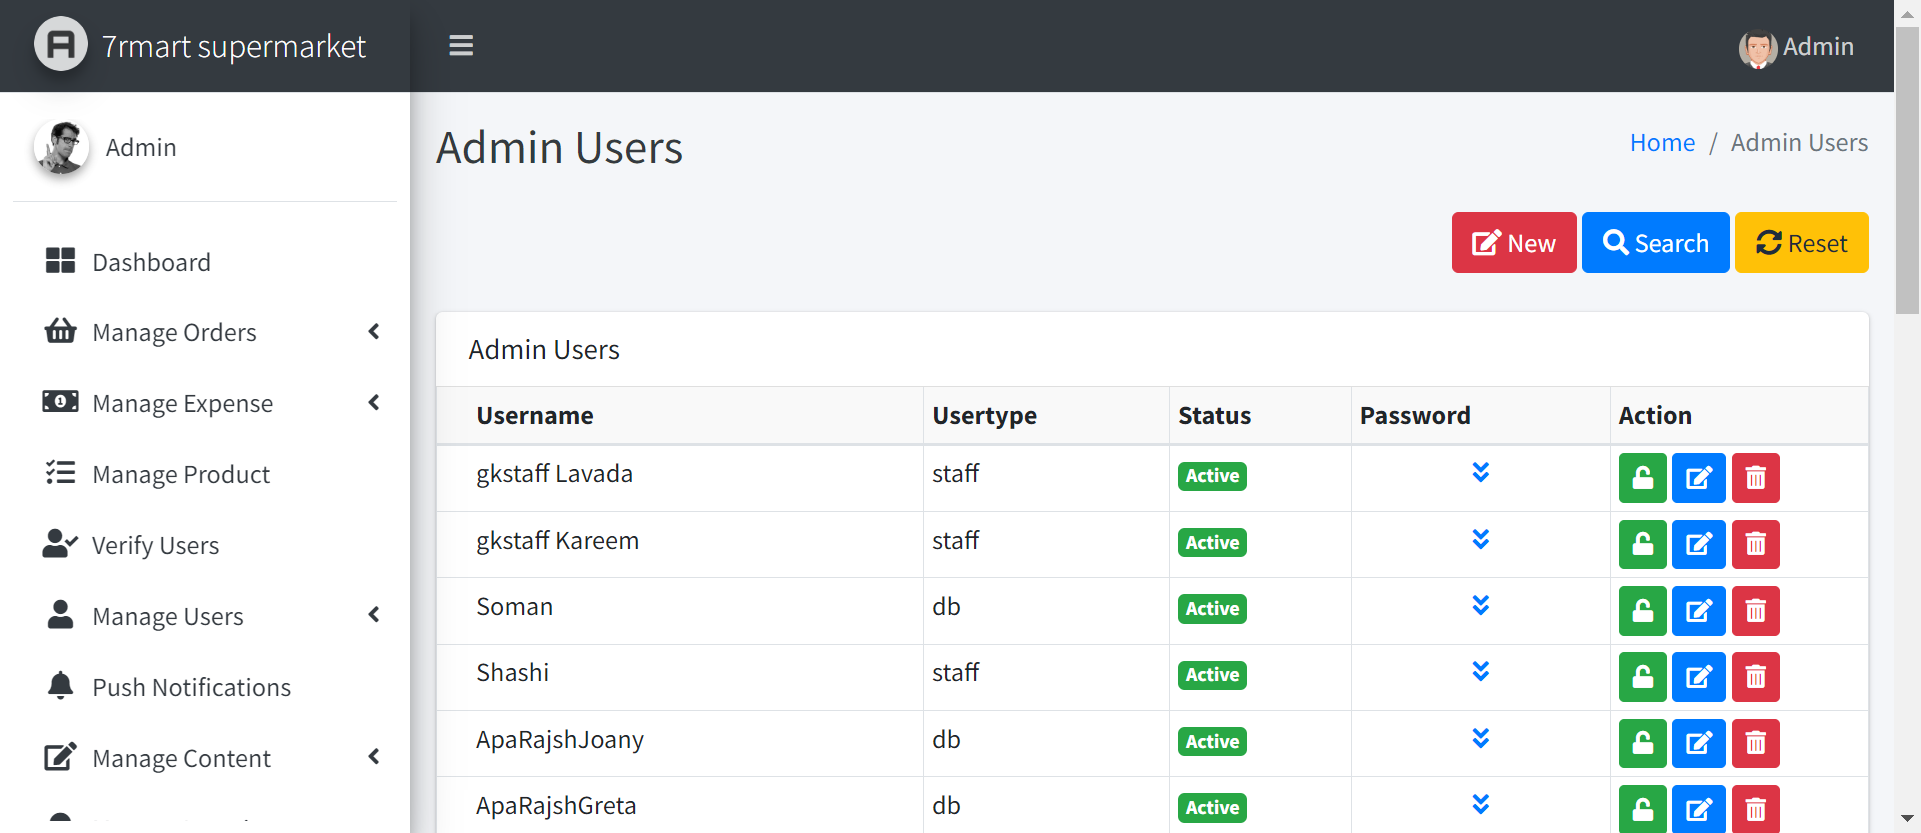 7rmart supermarket
Admin
Admin
Dashboard
Manage Orders
Manage Expense
Manage Product
Verify Users
Manage Users
Push Notifications
Manage Content
Admin Users
Home / Admin Users
New Search Reset
Admin Users
Username Usertype Status Password Action
gkstaff Lavada staff Active
gkstaff Kareem staff Active
Soman db Active
Shashi staff Active
ApaRajshJoany db Active
ApaRajshGreta db Active